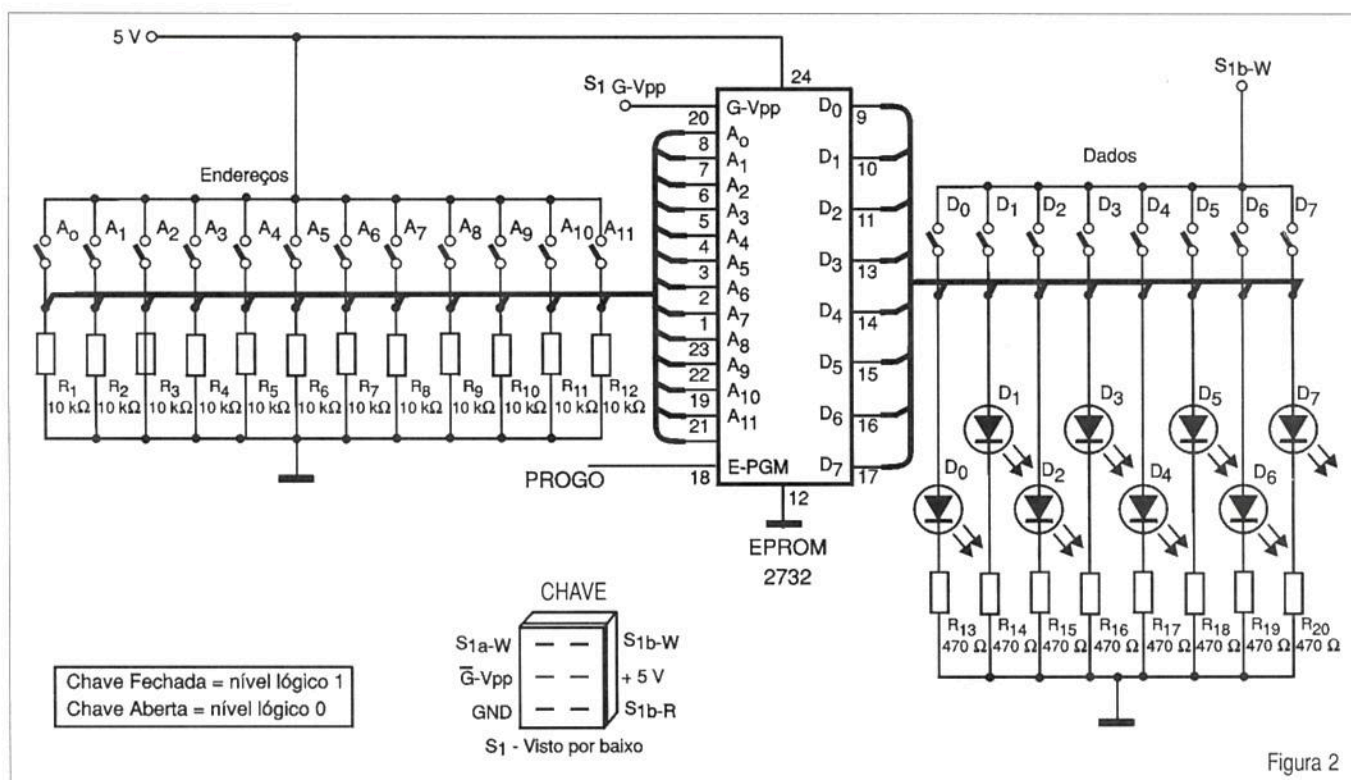 5 V
S1 G-Vpp
24
S1b-W
G-Vpp
20
D0
9
A0
8
A1
7
D1
10
A2
6
A3
5
D2
11
A4
4
A5
3
D3
13
A6
2
A7
1
D4
14
A8
23
A9
22
D5
15
A10
19
A11
21
D6
16
E-PGM
18
D7
17
PROGO
12
EPROM
2732
Endereços
A0 A1 A2 A3 A4 A5 A6 A7 A8 A9 A10 A11
R1 R2 R3 R4 R5 R6 R7 R8 R9 R10 R11 R12
10 kΩ 10 kΩ 10 kΩ 10 kΩ 10 kΩ 10 kΩ 10 kΩ 10 kΩ 10 kΩ 10 kΩ 10 kΩ 10 kΩ
Dados
D0 D1 D2 D3 D4 D5 D6 D7
D1 D3 D5 D7
D0 D2 D4 D6
R13 R14 R15 R16 R17 R18 R19 R20
470 Ω 470 Ω 470 Ω 470 Ω 470 Ω 470 Ω 470 Ω 470 Ω
CHAVE
S1a-W S1b-W
G̅-Vpp + 5 V
GND S1b-R
S1 - Visto por baixo
Chave Fechada = nível lógico 1
Chave Aberta = nível lógico 0
Figura 2